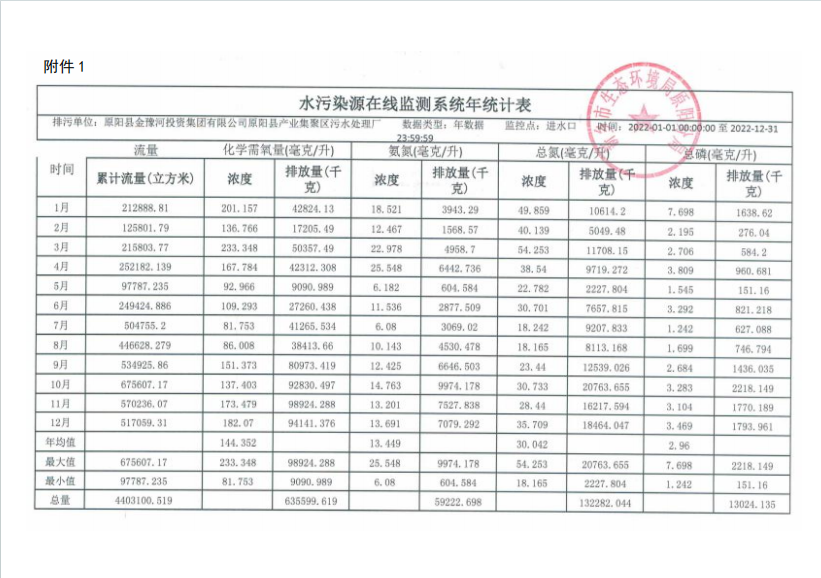 附件1
水污染源在线监测系统年统计表
排污单位: 原阳县金豫河投资集团有限公司原阳县产业集聚区污水处理厂 数据类型: 年数据 监控点: 进水口 时间: 2022-01-01 00:00:00 至 2022-12-31 23:59:59
时间 流量 化学需氧量(毫克/升) 氨氮(毫克/升) 总氮(毫克/升) 总磷(毫克/升)
累计流量(立方米) 浓度 排放量(千克) 浓度 排放量(千克) 浓度 排放量(千克) 浓度 排放量(千克)
1月 212888.81 201.157 42824.13 18.521 3943.29 49.859 10614.2 7.698 1638.62
2月 125801.79 136.766 17205.49 12.467 1568.57 40.139 5049.48 2.195 276.04
3月 215803.77 233.348 50357.49 22.978 4958.7 54.253 11708.15 2.706 584.2
4月 252182.139 167.784 42312.308 25.548 6442.736 38.54 9719.272 3.809 960.681
5月 97787.235 92.966 9090.989 6.182 604.584 22.782 2227.804 1.545 151.16
6月 249424.886 109.293 27260.438 11.536 2877.509 30.701 7657.815 3.292 821.218
7月 504755.2 81.753 41265.534 6.08 3069.02 18.242 9207.833 1.242 627.088
8月 446628.279 86.008 38413.66 10.143 4530.478 18.165 8113.168 1.699 746.794
9月 534925.86 151.373 80973.419 12.425 6646.503 23.44 12539.026 2.684 1436.035
10月 675607.17 137.403 92830.497 14.763 9974.178 30.733 20763.655 3.283 2218.149
11月 570236.07 173.479 98924.288 13.201 7527.838 28.44 16217.594 3.104 1770.189
12月 517059.31 182.07 94141.376 13.691 7079.292 35.709 18464.047 3.469 1793.961
年均值 144.352 13.449 30.042 2.96
最大值 675607.17 233.348 98924.288 25.548 9974.178 54.253 20763.655 7.698 2218.149
最小值 97787.235 81.753 9090.989 6.08 604.584 18.165 2227.804 1.242 151.16
总量 4403100.519 635599.619 59222.698 132282.044 13024.135
市生态环境局原阳